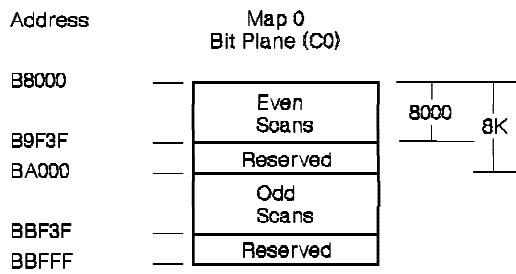 Address
Map 0
Bit Plane (C0)
B8000
Even
Scans
8000
8K
B9F3F
Reserved
BA000
Odd
Scans
BBF3F
Reserved
BBFFF